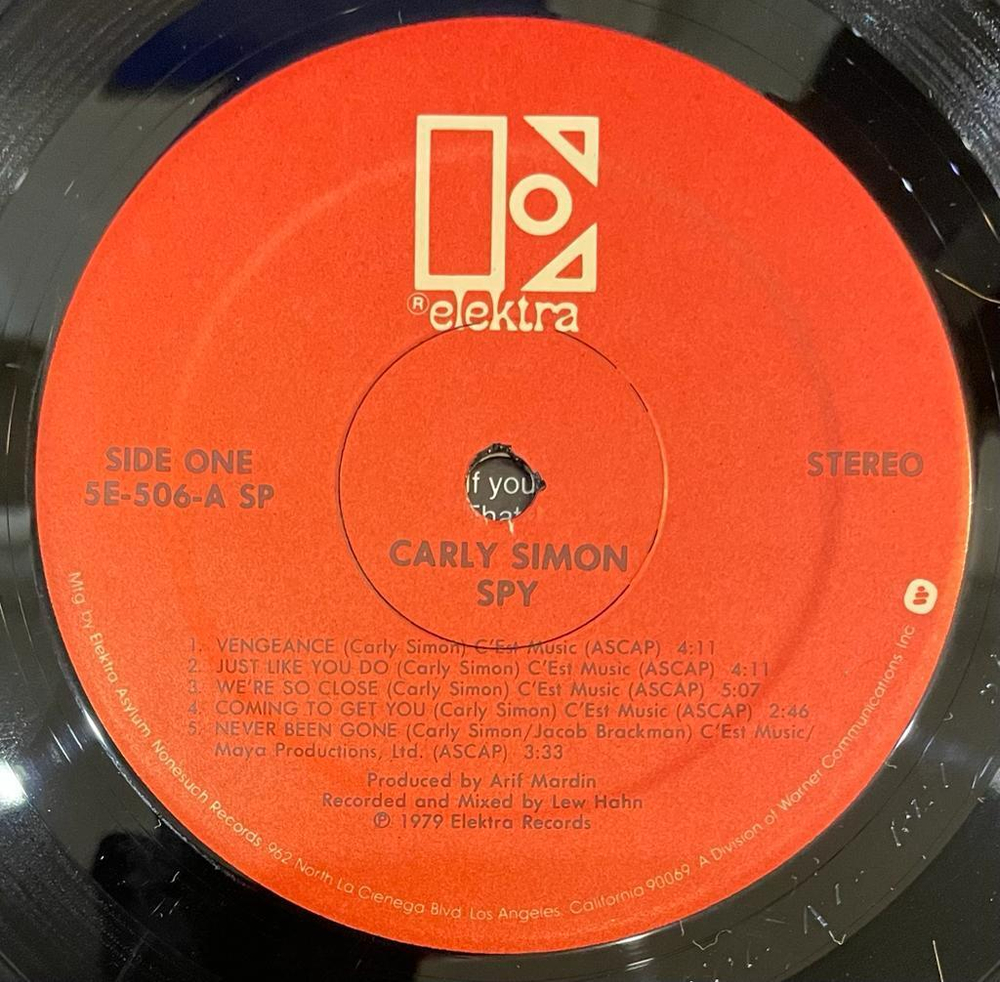 ® elektra
SIDE ONE
5E-506-A SP
STEREO
if you
CARLY SIMON
SPY
1. VENGEANCE (Carly Simon) C'Est Music (ASCAP) 4:11
2. JUST LIKE YOU DO (Carly Simon) C'Est Music (ASCAP) 4:11
3. WE'RE SO CLOSE (Carly Simon) C'Est Music (ASCAP) 5:07
4. COMING TO GET YOU (Carly Simon) C'Est Music (ASCAP) 2:46
5. NEVER BEEN GONE (Carly Simon/Jacob Brackman) C'Est Music/
Maya Productions, Ltd. (ASCAP) 3:33
Produced by Arif Mardin
Recorded and Mixed by Lew Hahn
℗ 1979 Elektra Records
Mfg. by Elektra Asylum Nonesuch Records, 962 North La Cienega Blvd. Los Angeles, California 90069. A Division of Warner Communications Inc